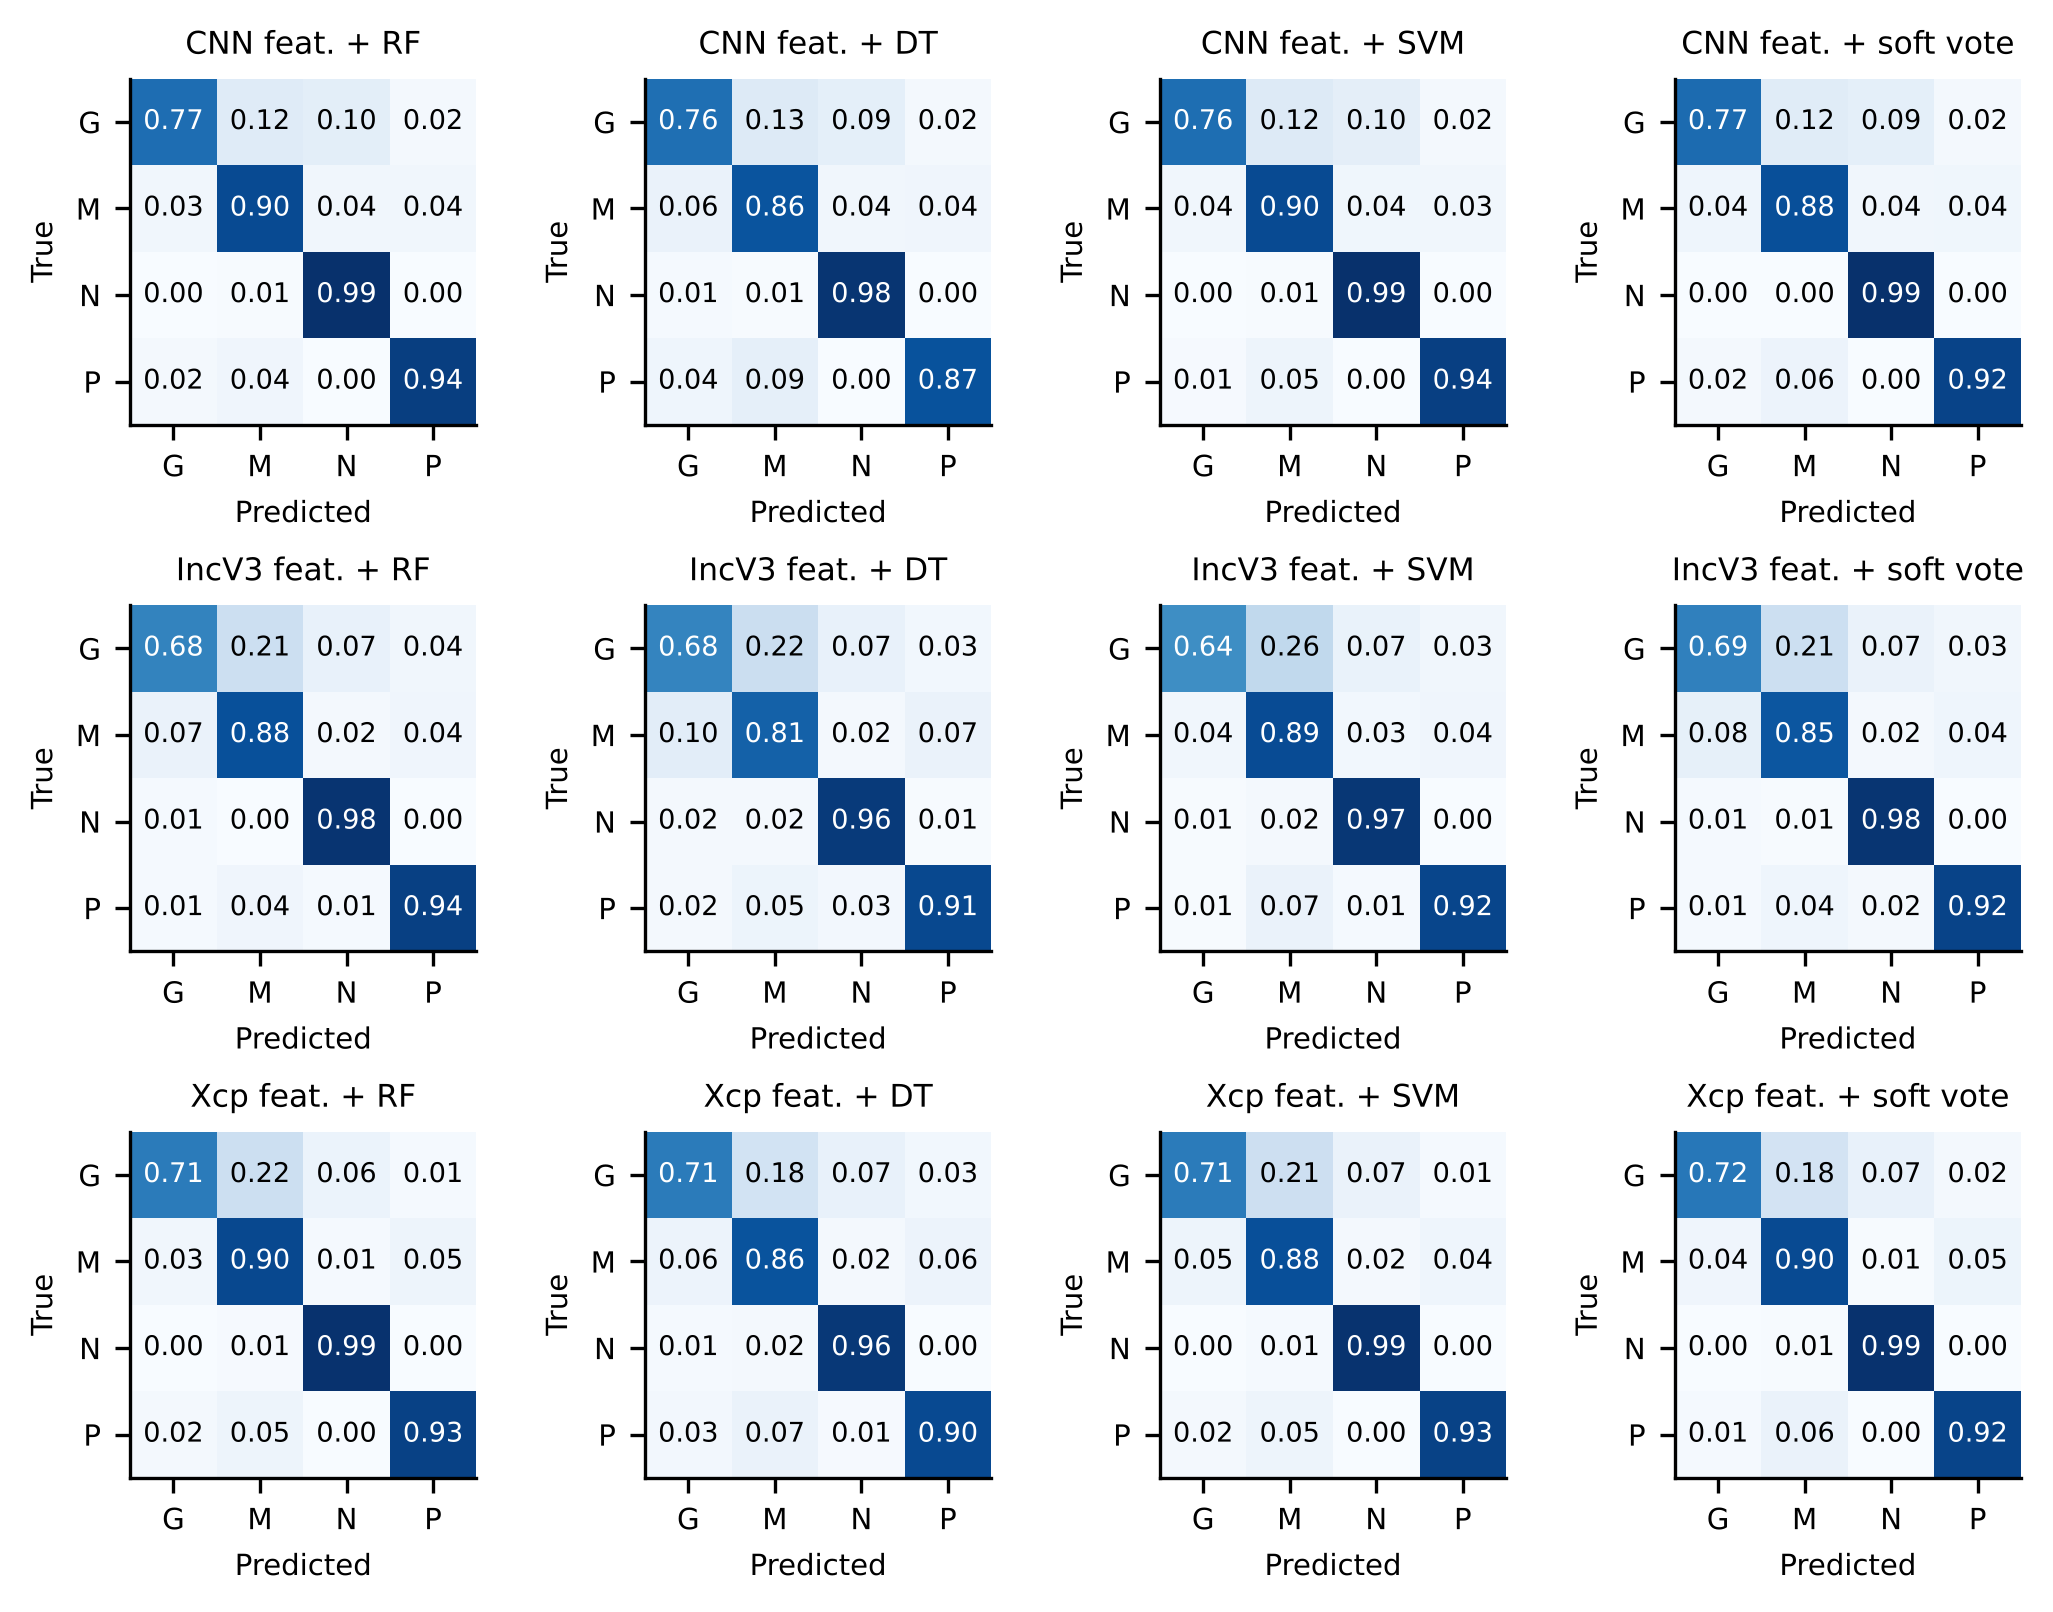 CNN feat. + RF
G 0.77 0.12 0.10 0.02
M 0.03 0.90 0.04 0.04
N 0.00 0.01 0.99 0.00
P 0.02 0.04 0.00 0.94
True
G M N P
Predicted
CNN feat. + DT
G 0.76 0.13 0.09 0.02
M 0.06 0.86 0.04 0.04
N 0.01 0.01 0.98 0.00
P 0.04 0.09 0.00 0.87
True
G M N P
Predicted
CNN feat. + SVM
G 0.76 0.12 0.10 0.02
M 0.04 0.90 0.04 0.03
N 0.00 0.01 0.99 0.00
P 0.01 0.05 0.00 0.94
True
G M N P
Predicted
CNN feat. + soft vote
G 0.77 0.12 0.09 0.02
M 0.04 0.88 0.04 0.04
N 0.00 0.00 0.99 0.00
P 0.02 0.06 0.00 0.92
True
G M N P
Predicted
IncV3 feat. + RF
G 0.68 0.21 0.07 0.04
M 0.07 0.88 0.02 0.04
N 0.01 0.00 0.98 0.00
P 0.01 0.04 0.01 0.94
True
G M N P
Predicted
IncV3 feat. + DT
G 0.68 0.22 0.07 0.03
M 0.10 0.81 0.02 0.07
N 0.02 0.02 0.96 0.01
P 0.02 0.05 0.03 0.91
True
G M N P
Predicted
IncV3 feat. + SVM
G 0.64 0.26 0.07 0.03
M 0.04 0.89 0.03 0.04
N 0.01 0.02 0.97 0.00
P 0.01 0.07 0.01 0.92
True
G M N P
Predicted
IncV3 feat. + soft vote
G 0.69 0.21 0.07 0.03
M 0.08 0.85 0.02 0.04
N 0.01 0.01 0.98 0.00
P 0.01 0.04 0.02 0.92
True
G M N P
Predicted
Xcp feat. + RF
G 0.71 0.22 0.06 0.01
M 0.03 0.90 0.01 0.05
N 0.00 0.01 0.99 0.00
P 0.02 0.05 0.00 0.93
True
G M N P
Predicted
Xcp feat. + DT
G 0.71 0.18 0.07 0.03
M 0.06 0.86 0.02 0.06
N 0.01 0.02 0.96 0.00
P 0.03 0.07 0.01 0.90
True
G M N P
Predicted
Xcp feat. + SVM
G 0.71 0.21 0.07 0.01
M 0.05 0.88 0.02 0.04
N 0.00 0.01 0.99 0.00
P 0.02 0.05 0.00 0.93
True
G M N P
Predicted
Xcp feat. + soft vote
G 0.72 0.18 0.07 0.02
M 0.04 0.90 0.01 0.05
N 0.00 0.01 0.99 0.00
P 0.01 0.06 0.00 0.92
True
G M N P
Predicted